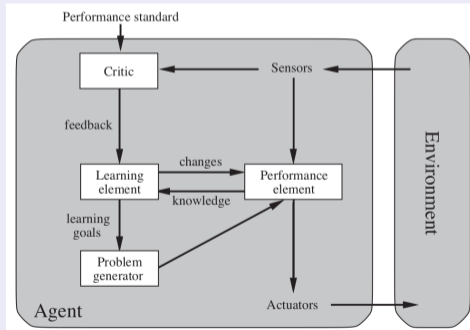 Performance standard
Critic
Sensors
feedback
changes
Learning
element
Performance
element
knowledge
learning
goals
Problem
generator
Environment
Agent
Actuators